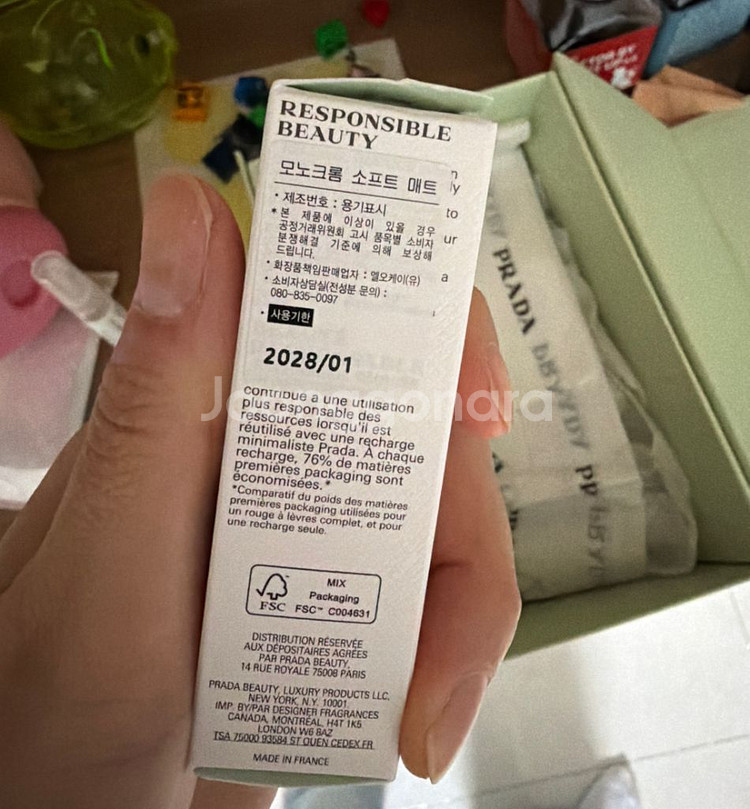 RESPONSIBLE
BEAUTY
모노크롬 소프트 매트
• 제조번호 : 용기표시
* 본 제품에 이상이 있을 경우
공정거래위원회 고시 품목별 소비자
분쟁해결 기준에 의해 보상해
드립니다.
• 화장품책임판매업자 : 엘오케이(유)
• 소비자상담실(전성분 문의) :
080-835-0097
• 사용기한
2028/01
n
ly
to
ur
a
contribue à une utilisation
plus responsable des
ressources lorsqu'il est
réutilisé avec une recharge
minimaliste Prada. À chaque
recharge, 76% de matières
premières packaging sont
économisées.*
*Comparatif du poids des matières
premières packaging utilisées pour
un rouge à lèvres complet, et pour
une recharge seule.
FSC
MIX
Packaging
FSC™ C004631
DISTRIBUTION RÉSERVÉE
AUX DÉPOSITAIRES AGRÉÉS
PAR PRADA BEAUTY,
14 RUE ROYALE 75008 PARIS
PRADA BEAUTY, LUXURY PRODUCTS LLC,
NEW YORK, N.Y. 10001.
IMP. BY/PAR DESIGNER FRAGRANCES
CANADA, MONTRÉAL, H4T 1K5
LONDON W6 8AZ
TSA 75000 93584 ST OUEN CEDEX FR
MADE IN FRANCE
PRADA